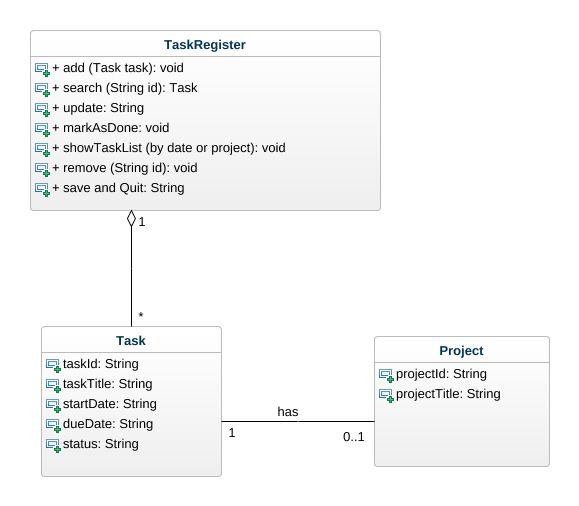 TaskRegister
+ add (Task task): void
+ search (String id): Task
+ update: String
+ markAsDone: void
+ showTaskList (by date or project): void
+ remove (String id): void
+ save and Quit: String
1
*
Task
taskId: String
taskTitle: String
startDate: String
dueDate: String
status: String
has
1
0..1
Project
projectId: String
projectTitle: String